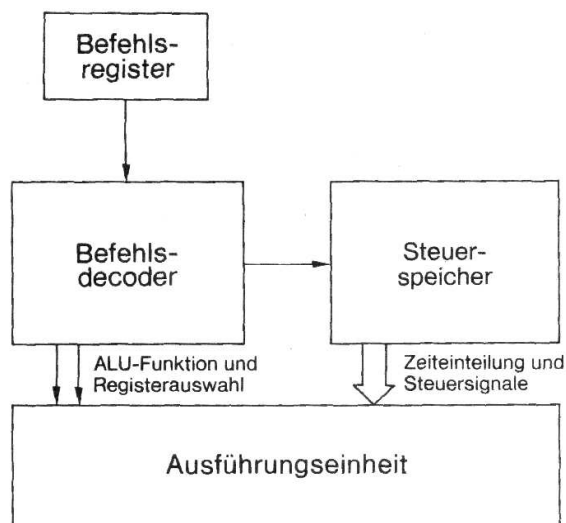 Befehls-
register
Befehls-
decoder
Steuer-
speicher
ALU-Funktion und
Registerauswahl
Zeiteinteilung und
Steuersignale
Ausführungseinheit